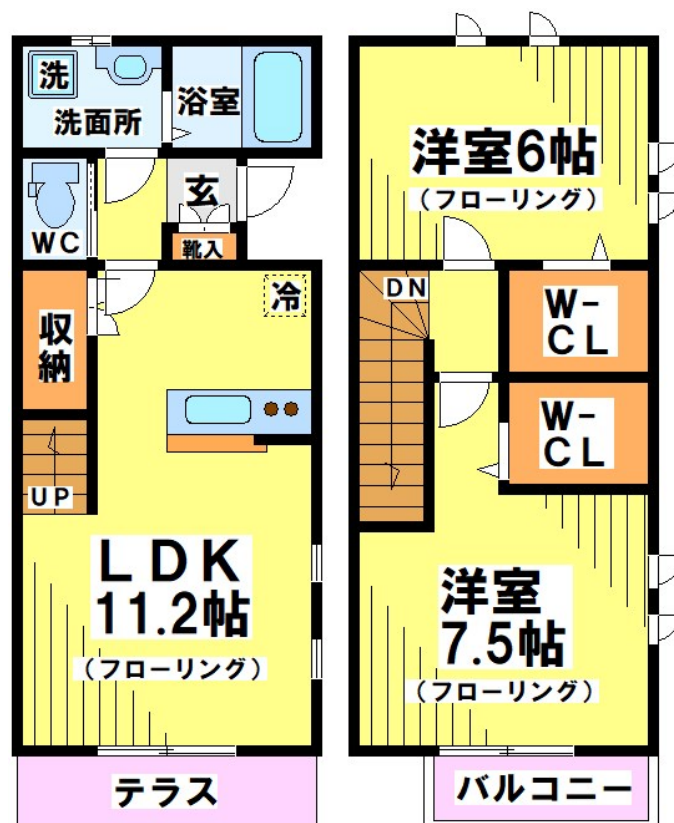 洗
洗面所
浴室
WC
玄
靴入
収納
冷
UP
LDK
11.2帖
(フローリング)
テラス
洋室6帖
(フローリング)
DN
W-
CL
W-
CL
洋室
7.5帖
(フローリング)
バルコニー